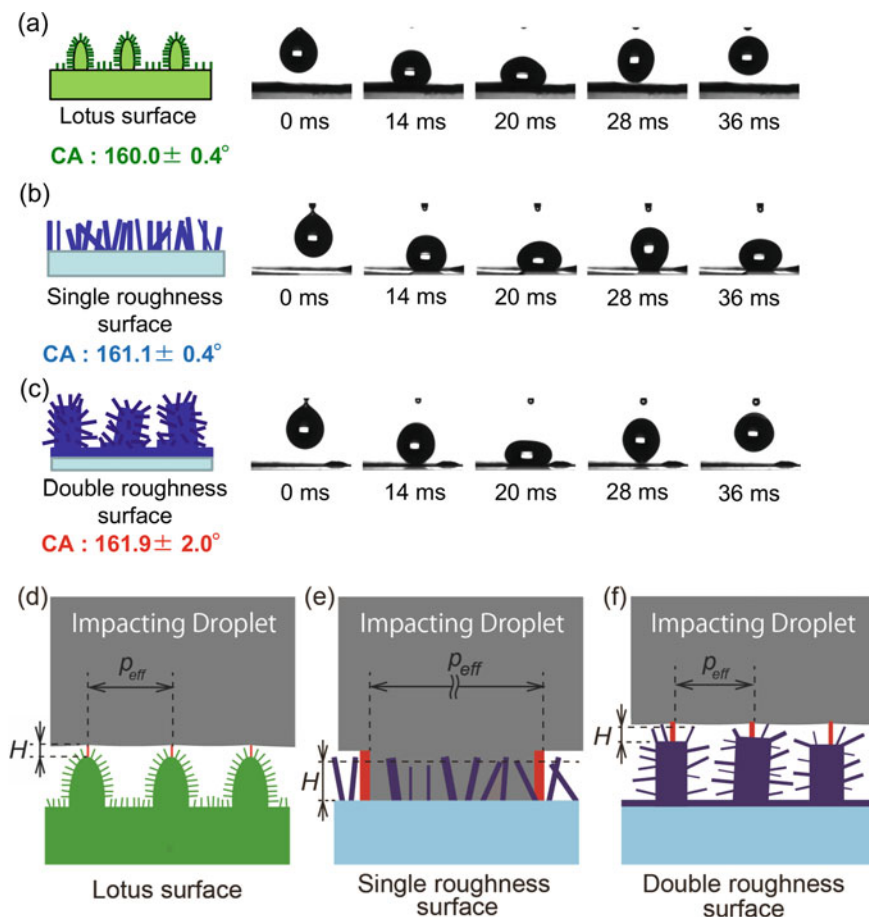 (a)
Lotus surface
CA : 160.0± 0.4°
0 ms 14 ms 20 ms 28 ms 36 ms
(b)
Single roughness
surface
CA : 161.1± 0.4°
0 ms 14 ms 20 ms 28 ms 36 ms
(c)
Double roughness
surface
CA : 161.9± 2.0°
0 ms 14 ms 20 ms 28 ms 36 ms
(d)
Impacting Droplet
p_eff
H
Lotus surface
(e)
Impacting Droplet
p_eff
H
Single roughness
surface
(f)
Impacting Droplet
p_eff
H
Double roughness
surface